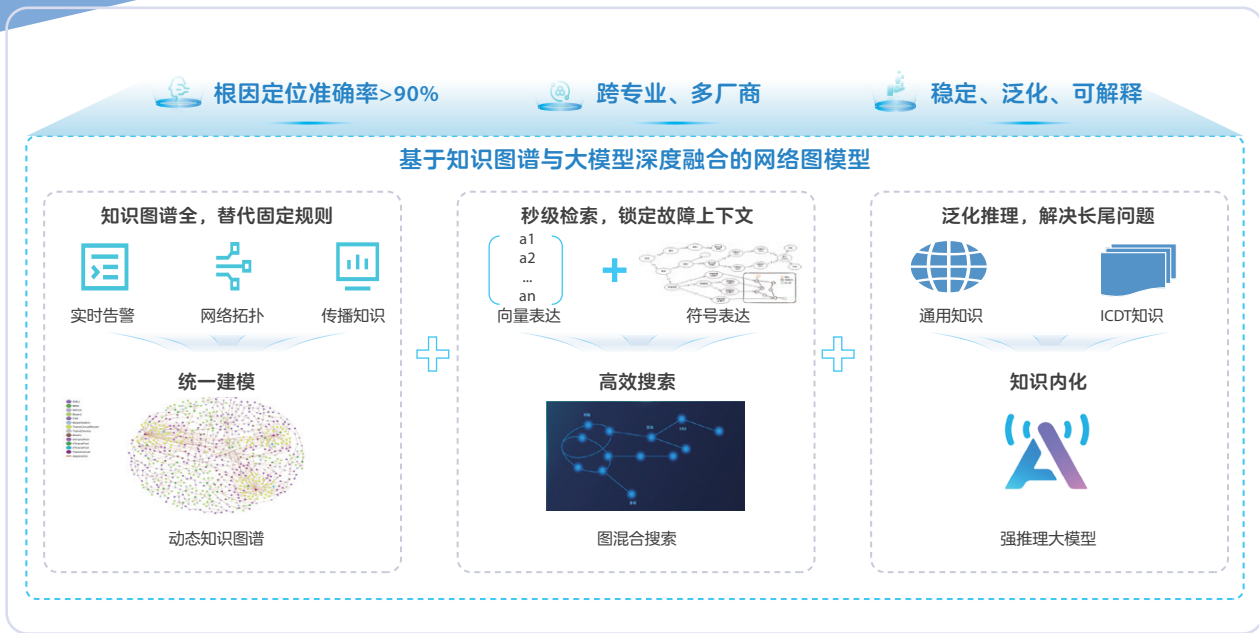 根因定位准确率>90%
跨专业、多厂商
稳定、泛化、可解释
基于知识图谱与大模型深度融合的网络图模型
知识图谱全，替代固定规则
实时告警
网络拓扑
传播知识
统一建模
动态知识图谱
秒级检索，锁定故障上下文
a1
a2
...
an
向量表达
符号表达
高效搜索
图混合搜索
泛化推理，解决长尾问题
通用知识
ICDT知识
知识内化
强推理大模型